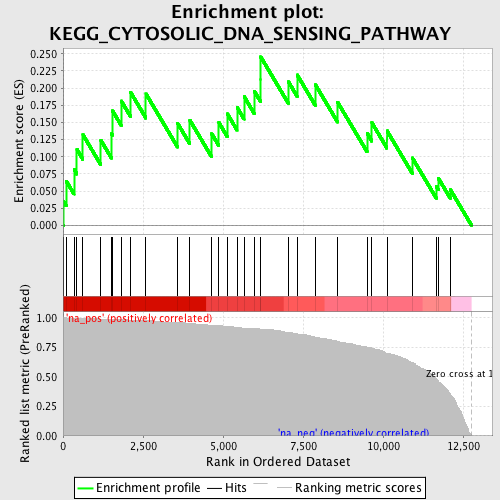 Enrichment plot:
KEGG_CYTOSOLIC_DNA_SENSING_PATHWAY
Enrichment score (ES)
0.250
0.225
0.200
0.175
0.150
0.125
0.100
0.075
0.050
0.025
0.000
Ranked list metric (PreRanked)
'na_pos' (positively correlated)
1.00
0.75
0.50
0.25
0.00
Zero cross at 1
'na_neg' (negatively correlated)
0
2,500
5,000
7,500
10,000
12,500
Rank in Ordered Dataset
Enrichment profile
Hits
Ranking metric scores